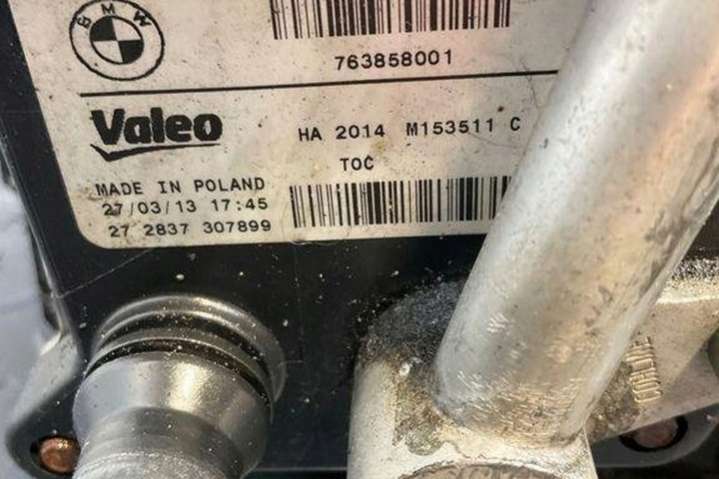 BMW
763858001
Valeo
HA 2014 M153511 C
TOC
MADE IN POLAND
27/03/13 17:45
27 2837 307899